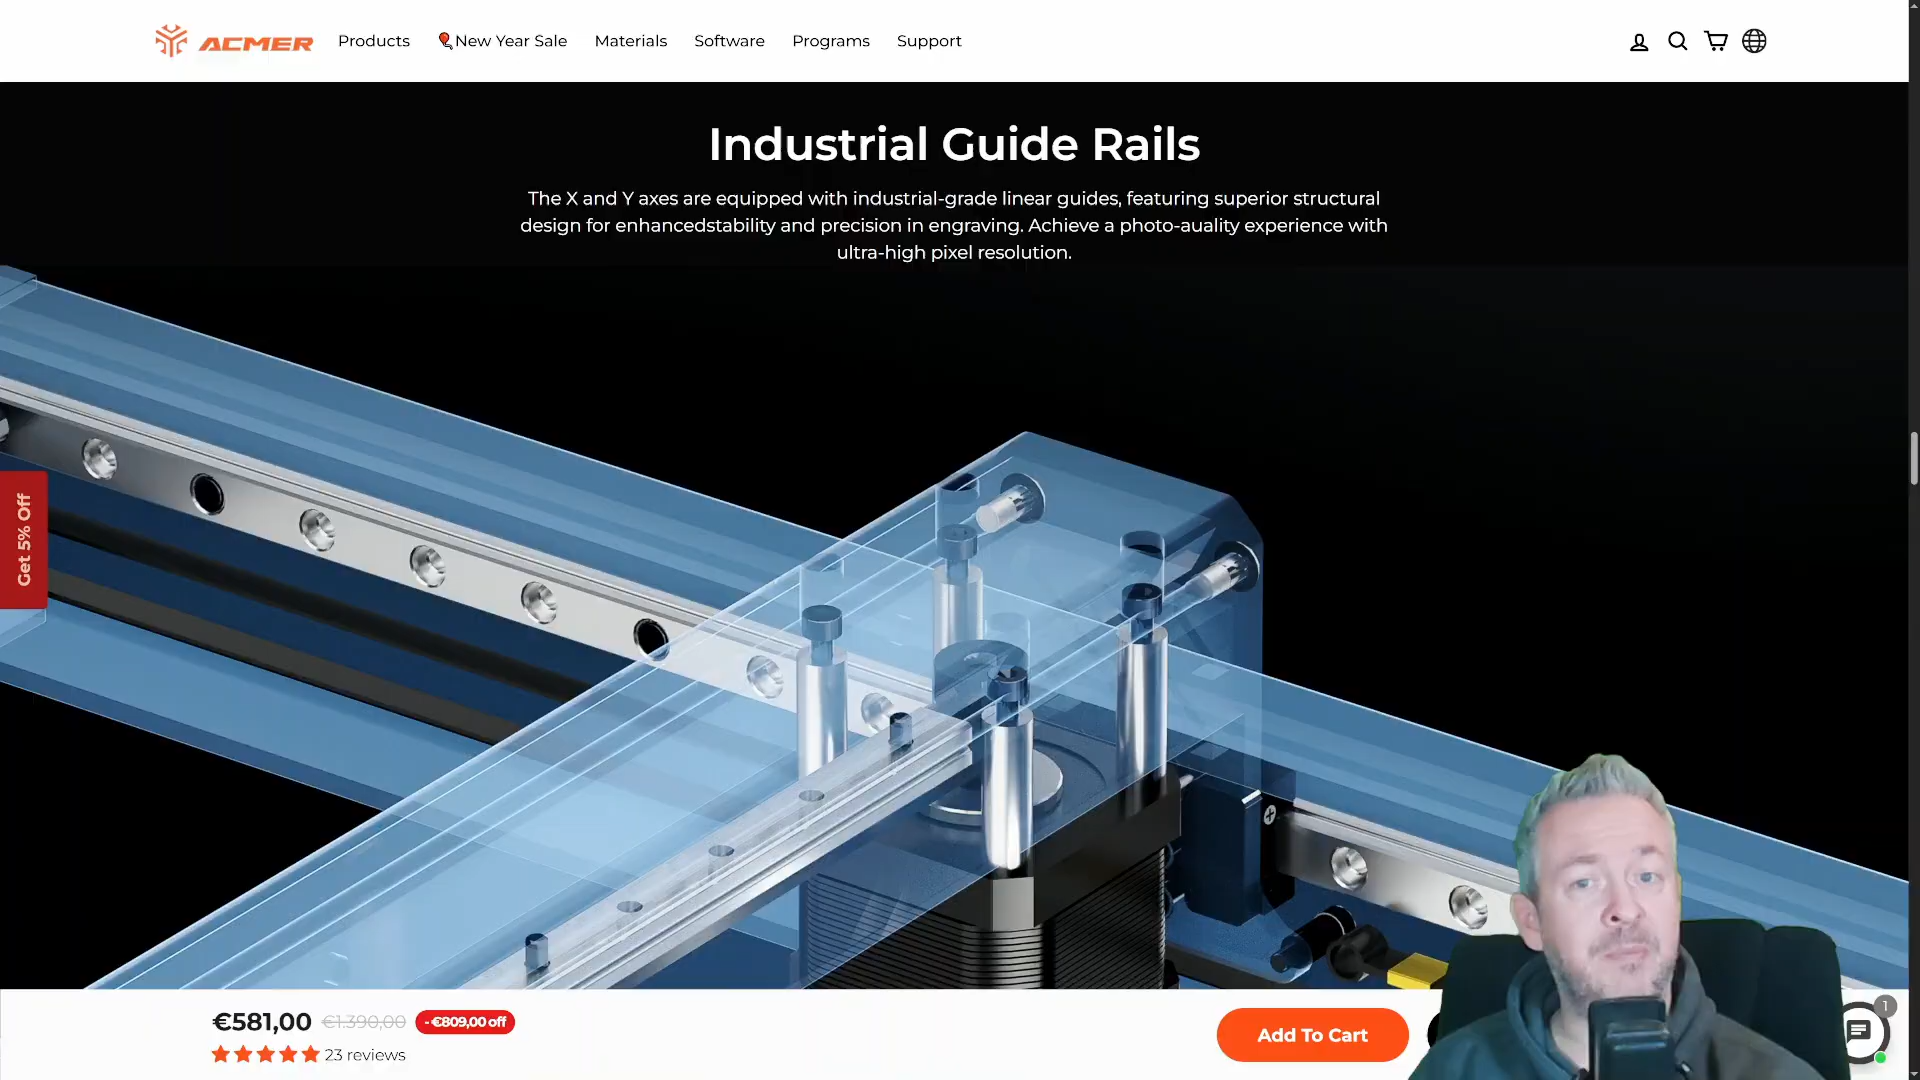 ACMER
Products
New Year Sale
Materials
Software
Programs
Support
Industrial Guide Rails
The X and Y axes are equipped with industrial-grade linear guides, featuring superior structural
design for enhancedstability and precision in engraving. Achieve a photo-auality experience with
ultra-high pixel resolution.
Get 5% Off
€581,00 €1.390,00 - €809,00 off
23 reviews
Add To Cart
1